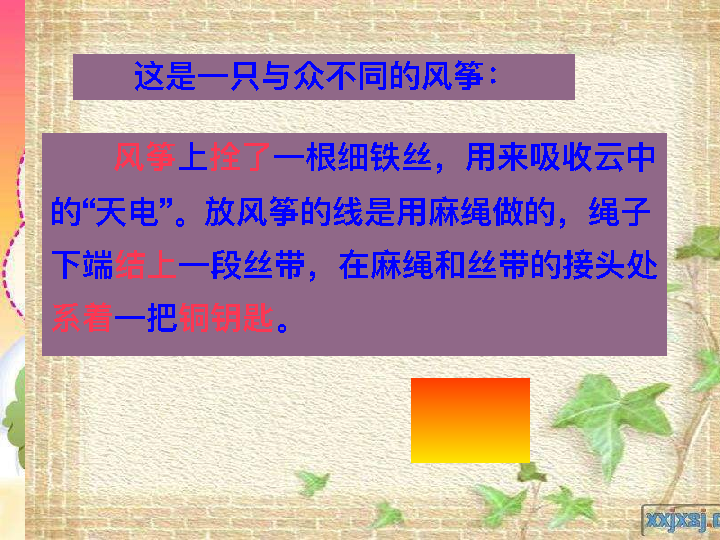 这是一只与众不同的风筝：
风筝上拴了一根细铁丝，用来吸收云中
的“天电”。放风筝的线是用麻绳做的，绳子
下端结上一段丝带，在麻绳和丝带的接头处
系着一把铜钥匙。